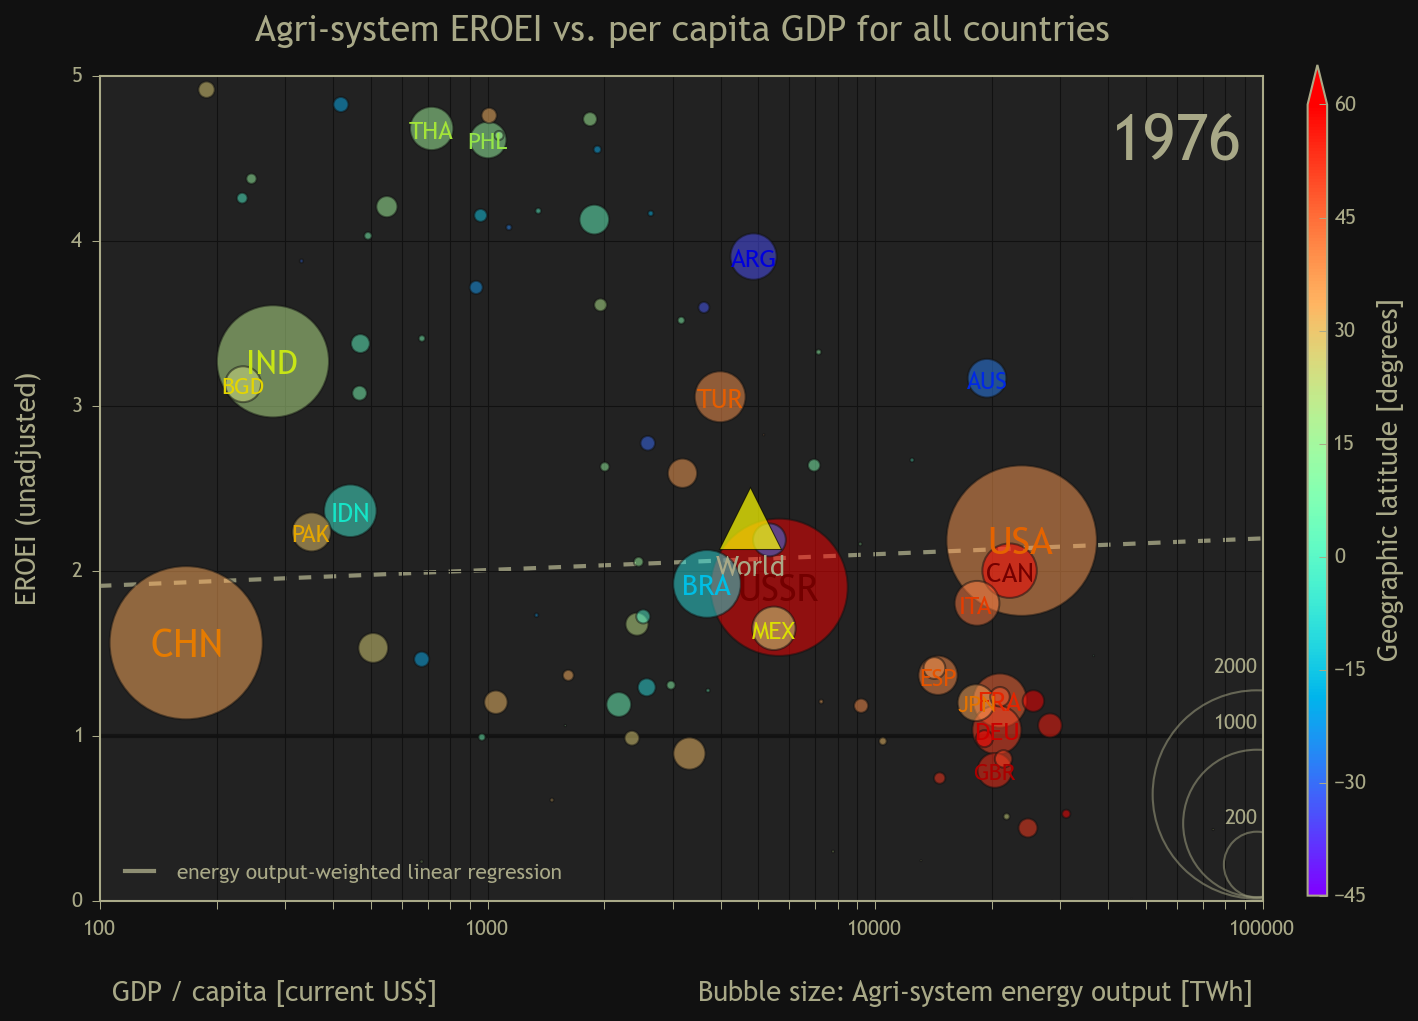 Agri-system EROEI vs. per capita GDP for all countries
1976
EROEI (unadjusted)
5
4
3
2
1
0
THA
PHL
ARG
IND
BGD
TUR
AUS
IDN
PAK
World
USA
CAN
BRA
USSR
ITA
CHN
MEX
ESP
JPN
FRA
DEU
GBR
2000
1000
200
energy output-weighted linear regression
100
1000
10000
100000
GDP / capita [current US$]
Bubble size: Agri-system energy output [TWh]
60
45
30
15
0
−15
−30
−45
Geographic latitude [degrees]